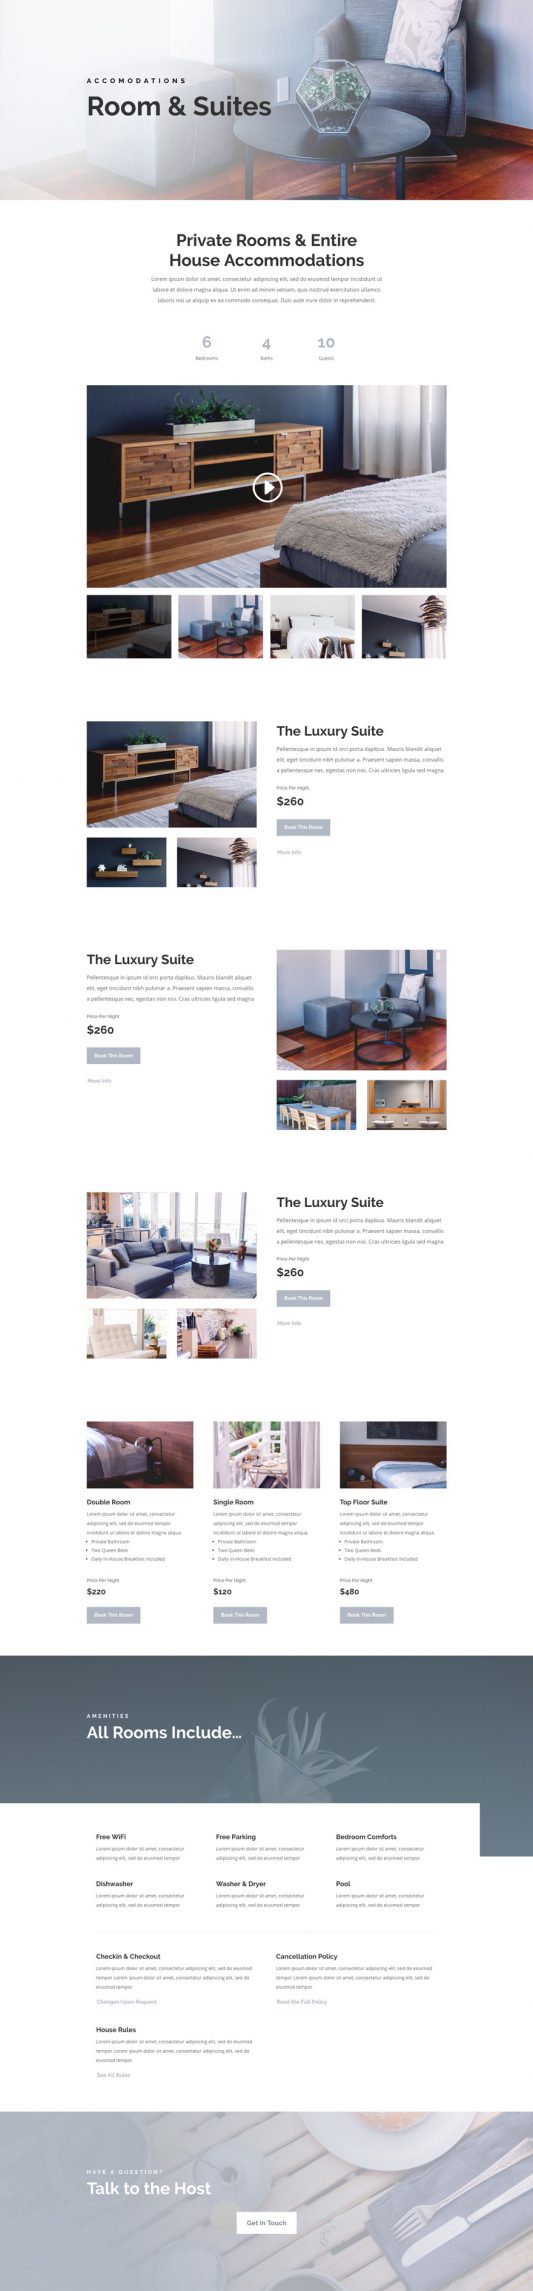 ACCOMODATIONS
Room & Suites
Private Rooms & Entire
House Accommodations
Lorem ipsum dolor sit amet, consectetur adipiscing elit, sed do eiusmod tempor incididunt ut
labore et dolore magna aliqua. Ut enim ad minim veniam, quis nostrud exercitation ullamco
laboris nisi ut aliquip ex ea commodo consequat. Duis aute irure dolor in reprehenderit.
6
4
10
Bedrooms
Baths
Guests
The Luxury Suite
Pellentesque in ipsum id orci porta dapibus. Mauris blandit aliquet
elit, eget tincidunt nibh pulvinar a. Praesent sapien massa, convallis
a pellentesque nec, egestas non nisi. Cras ultricies ligula sed magna
Price Per Night
$260
Book This Room
More Info
The Luxury Suite
Pellentesque in ipsum id orci porta dapibus. Mauris blandit aliquet
elit, eget tincidunt nibh pulvinar a. Praesent sapien massa, convallis
a pellentesque nec, egestas non nisi. Cras ultricies ligula sed magna
Price Per Night
$260
Book This Room
More Info
The Luxury Suite
Pellentesque in ipsum id orci porta dapibus. Mauris blandit aliquet
elit, eget tincidunt nibh pulvinar a. Praesent sapien massa, convallis
a pellentesque nec, egestas non nisi. Cras ultricies ligula sed magna
Price Per Night
$260
Book This Room
More Info
Double Room
Lorem ipsum dolor sit amet, consectetur
adipiscing elit, sed do eiusmod tempor
incididunt ut labore et dolore magna aliqua.
Private Bathroom
Two Queen Beds
Daily In-House Breakfast Included
Price Per Night
$220
Book This Room
Single Room
Lorem ipsum dolor sit amet, consectetur
adipiscing elit, sed do eiusmod tempor
incididunt ut labore et dolore magna aliqua.
Private Bathroom
Two Queen Beds
Daily In-House Breakfast Included
Price Per Night
$120
Book This Room
Top Floor Suite
Lorem ipsum dolor sit amet, consectetur
adipiscing elit, sed do eiusmod tempor
incididunt ut labore et dolore magna aliqua.
Private Bathroom
Two Queen Beds
Daily In-House Breakfast Included
Price Per Night
$480
Book This Room
AMENITIES
All Rooms Include...
Free WiFi
Lorem ipsum dolor sit amet, consectetur
adipiscing elit, sed do eiusmod tempor
Free Parking
Lorem ipsum dolor sit amet, consectetur
adipiscing elit, sed do eiusmod tempor
Bedroom Comforts
Lorem ipsum dolor sit amet, consectetur
adipiscing elit, sed do eiusmod tempor
Dishwasher
Lorem ipsum dolor sit amet, consectetur
adipiscing elit, sed do eiusmod tempor
Washer & Dryer
Lorem ipsum dolor sit amet, consectetur
adipiscing elit, sed do eiusmod tempor
Pool
Lorem ipsum dolor sit amet, consectetur
adipiscing elit, sed do eiusmod tempor
Checkin & Checkout
Lorem ipsum dolor sit amet, consectetur adipiscing elit, sed do eiusmod
tempor Lorem ipsum dolor sit amet, consectetur adipiscing elit, sed do
eiusmod tempor
Changes Upon Request
Cancellation Policy
Lorem ipsum dolor sit amet, consectetur adipiscing elit, sed do eiusmod
tempor Lorem ipsum dolor sit amet, consectetur adipiscing elit, sed do
eiusmod tempor
Read the Full Policy
House Rules
Lorem ipsum dolor sit amet, consectetur adipiscing elit, sed do eiusmod
tempor Lorem ipsum dolor sit amet, consectetur adipiscing elit, sed do
eiusmod tempor
See All Rules
HAVE A QUESTION?
Talk to the Host
Get In Touch